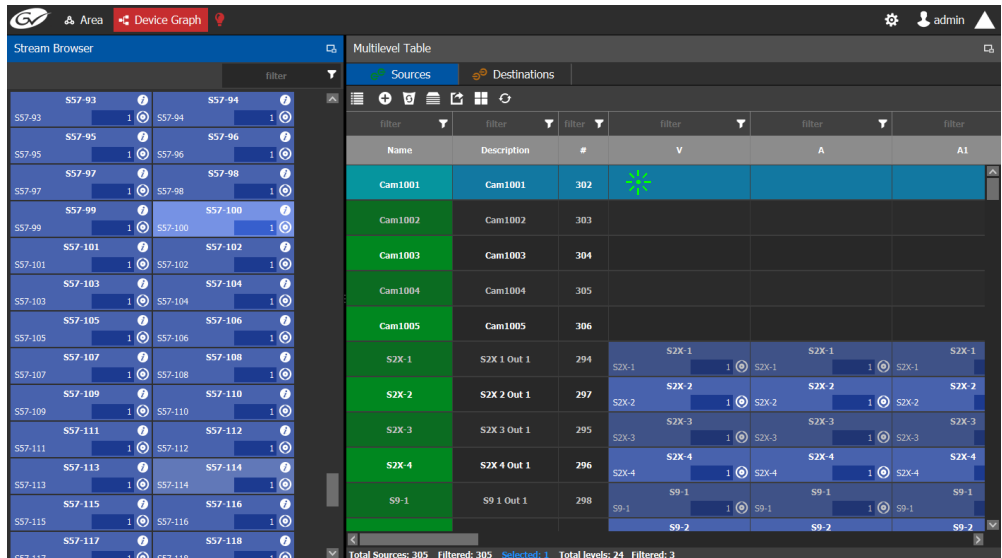 GV Area Device Graph admin
Stream Browser
filter
S57-93 S57-94
S57-93 1 S57-94 1
S57-95 S57-96
S57-95 1 S57-96 1
S57-97 S57-98
S57-97 1 S57-98 1
S57-99 S57-100
S57-99 1 S57-100 1
S57-101 S57-102
S57-101 1 S57-102 1
S57-103 S57-104
S57-103 1 S57-104 1
S57-105 S57-106
S57-105 1 S57-106 1
S57-107 S57-108
S57-107 1 S57-108 1
S57-109 S57-110
S57-109 1 S57-110 1
S57-111 S57-112
S57-111 1 S57-112 1
S57-113 S57-114
S57-113 1 S57-114 1
S57-115 S57-116
S57-115 1 S57-116 1
S57-117 S57-118
S57-117 1 S57-118 1
Multilevel Table
Sources Destinations
filter filter filter filter filter filter
Name Description # V A A1
Cam1001 Cam1001 302
Cam1002 Cam1002 303
Cam1003 Cam1003 304
Cam1004 Cam1004 305
Cam1005 Cam1005 306
S2X-1 S2X-1 S2X-1
S2X-1 S2X 1 Out 1 294
S2X-1 1 S2X-1 1 S2X-1
S2X-2 S2X-2 S2X-2
S2X-2 S2X 2 Out 1 297
S2X-2 1 S2X-2 1 S2X-2
S2X-3 S2X-3 S2X-3
S2X-3 S2X 3 Out 1 295
S2X-3 1 S2X-3 1 S2X-3
S2X-4 S2X-4 S2X-4
S2X-4 S2X 4 Out 1 296
S2X-4 1 S2X-4 1 S2X-4
S9-1 S9-1 S9-1
S9-1 S9 1 Out 1 298
S9-1 1 S9-1 1 S9-1
S9-2 S9-2 S9-2
Total Sources: 305 Filtered: 305 Selected: 1 Total levels: 24 Filtered: 3